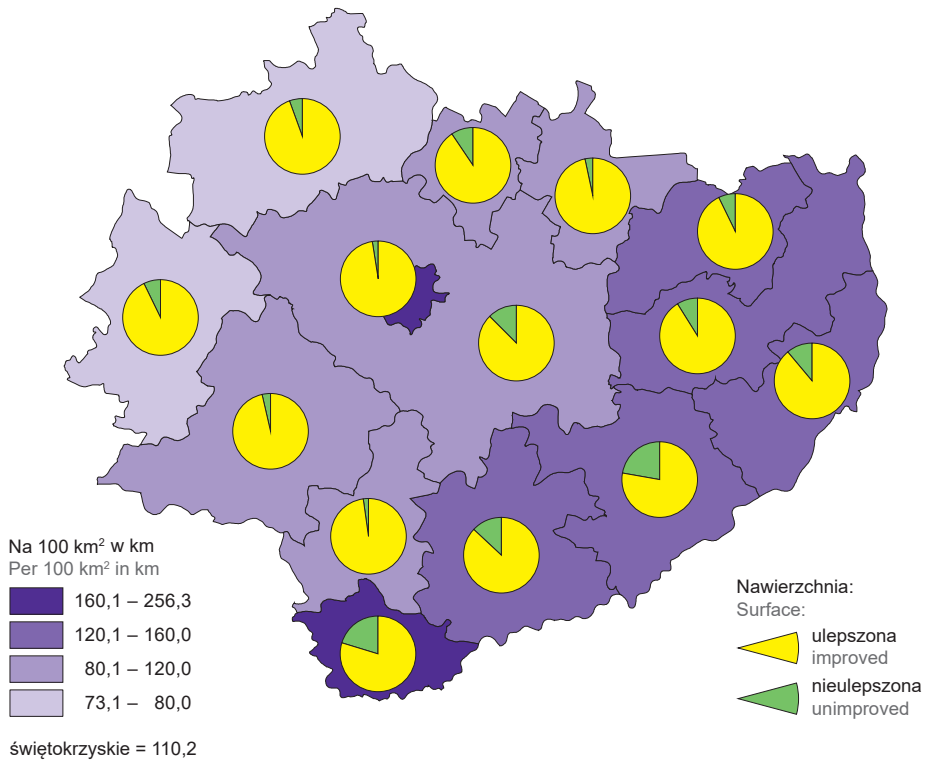 Na 100 km² w km
Per 100 km² in km
160,1 – 256,3
120,1 – 160,0
80,1 – 120,0
73,1 – 80,0
świętokrzyskie = 110,2
Nawierzchnia:
Surface:
ulepszona
improved
nieulepszona
unimproved